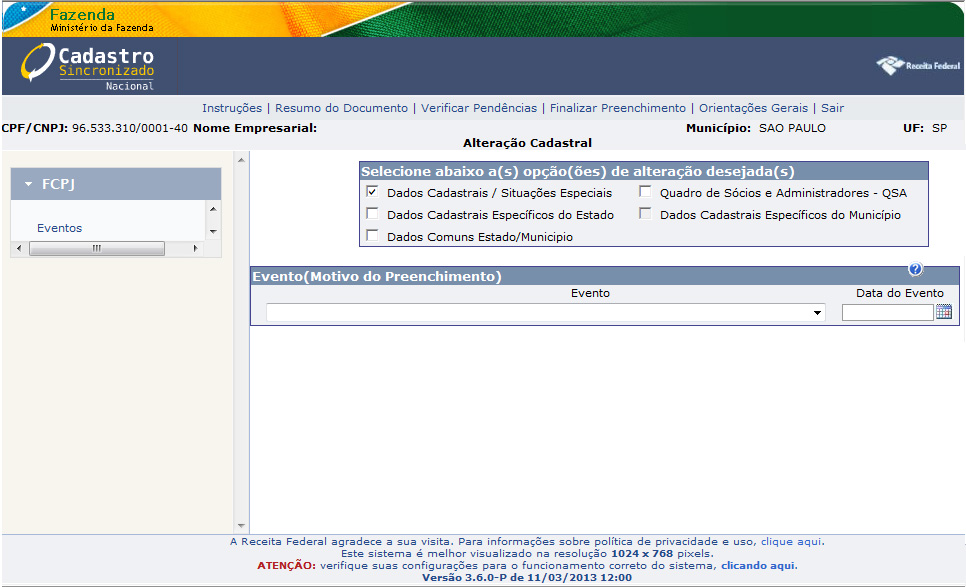 Fazenda
Ministério da Fazenda
Cadastro
Sincronizado
Nacional
Receita Federal
Instruções | Resumo do Documento | Verificar Pendências | Finalizar Preenchimento | Orientações Gerais | Sair
CPF/CNPJ: 96.533.310/0001-40 Nome Empresarial: Município: SAO PAULO UF: SP
Alteração Cadastral
FCPJ
Eventos
Selecione abaixo a(s) opção(ões) de alteração desejada(s)
Dados Cadastrais / Situações Especiais Quadro de Sócios e Administradores - QSA
Dados Cadastrais Específicos do Estado Dados Cadastrais Específicos do Município
Dados Comuns Estado/Municipio
Evento(Motivo do Preenchimento) ?
Evento Data do Evento
A Receita Federal agradece a sua visita. Para informações sobre política de privacidade e uso, clique aqui.
Este sistema é melhor visualizado na resolução 1024 x 768 pixels.
ATENÇÃO: verifique suas configurações para o funcionamento correto do sistema, clicando aqui.
Versão 3.6.0-P de 11/03/2013 12:00